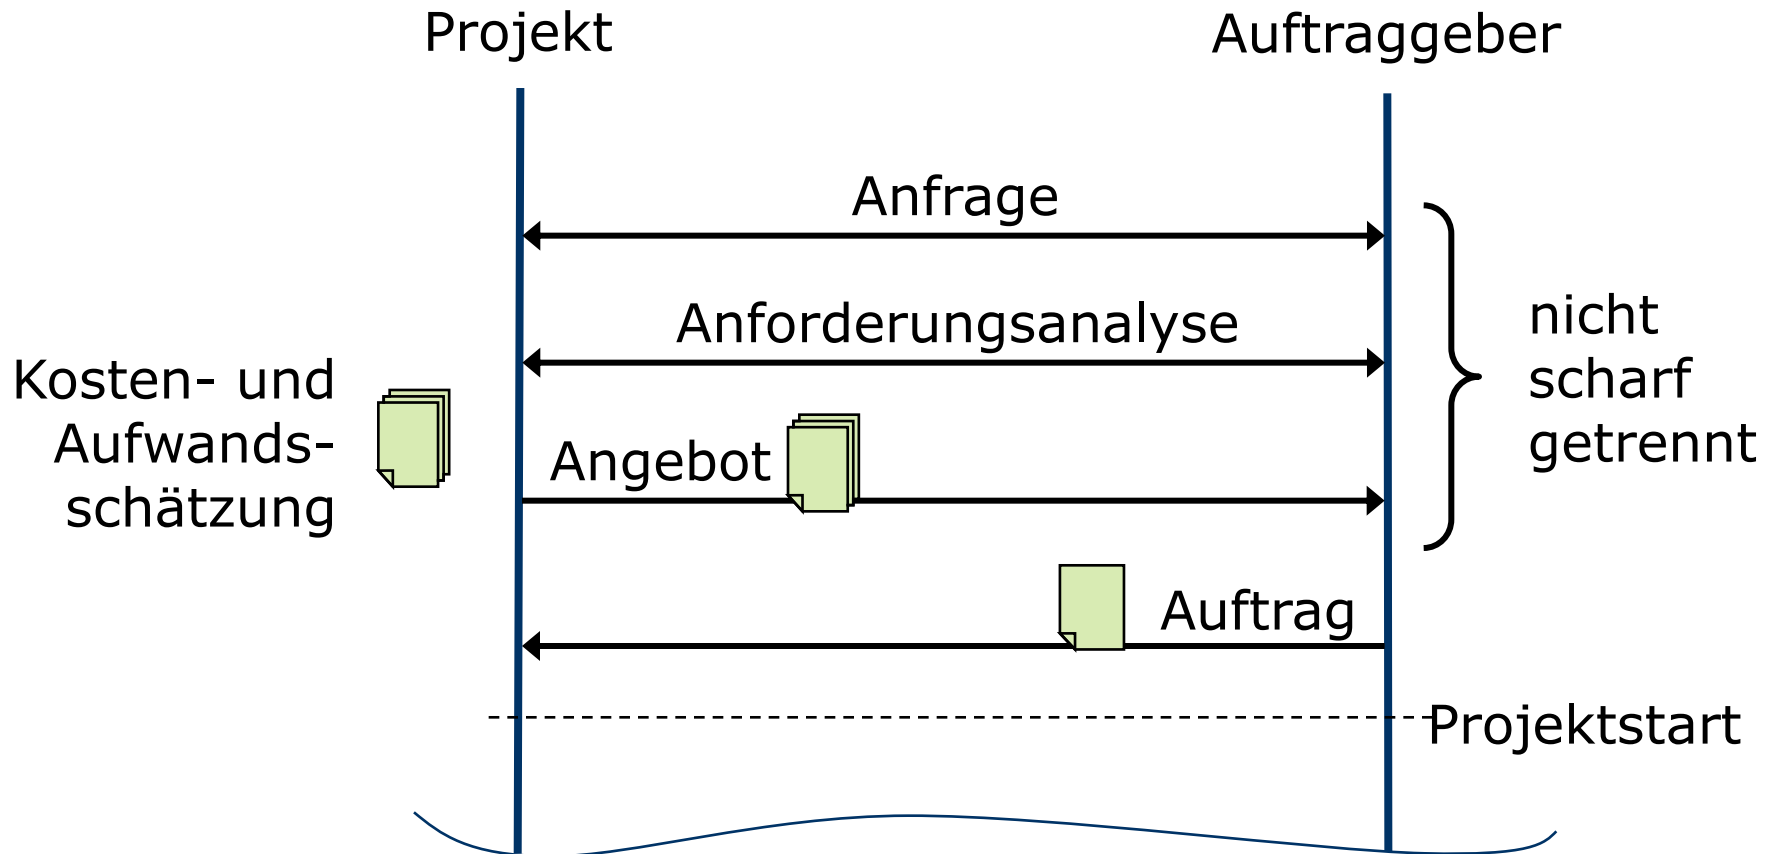 Projekt
Auftraggeber
Anfrage
Anforderungsanalyse
nicht
scharf
getrennt
Kosten- und
Aufwands-
schätzung
Angebot
Auftrag
Projektstart